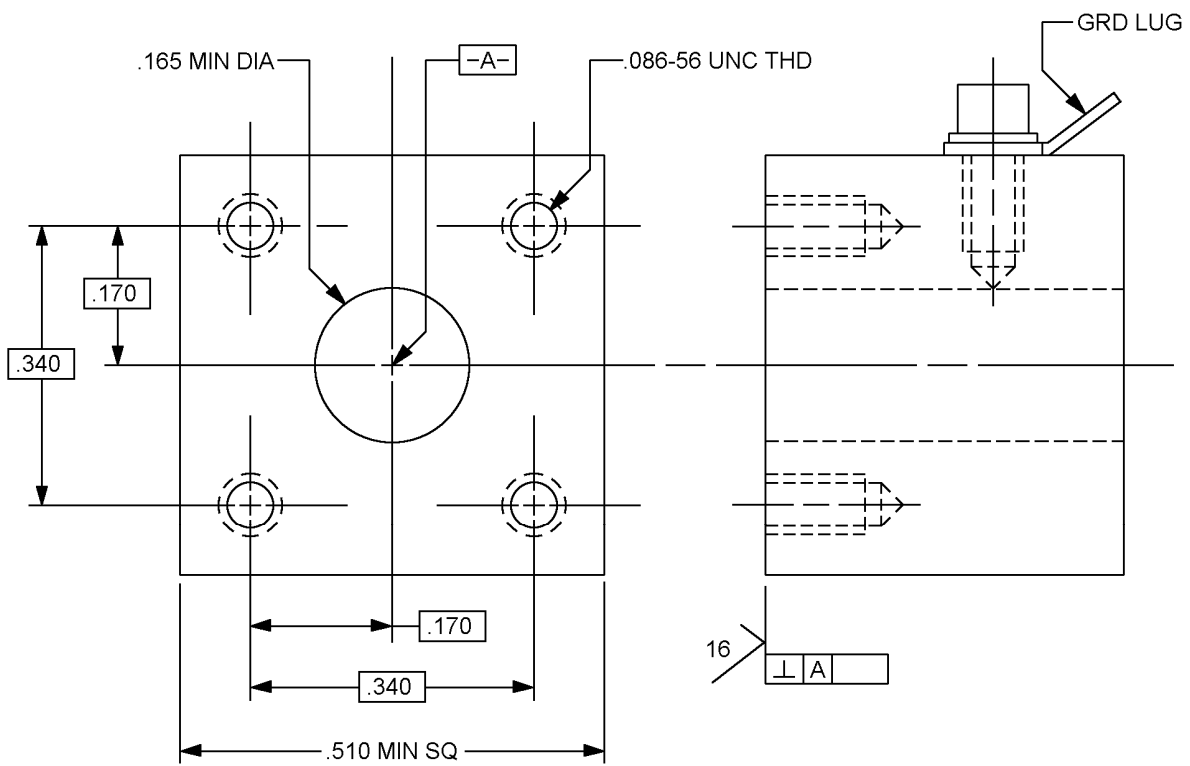 GRD LUG
.165 MIN DIA
–A–
.086-56 UNC THD
.170
.340
.170
.340
.510 MIN SQ
16
⊥ A